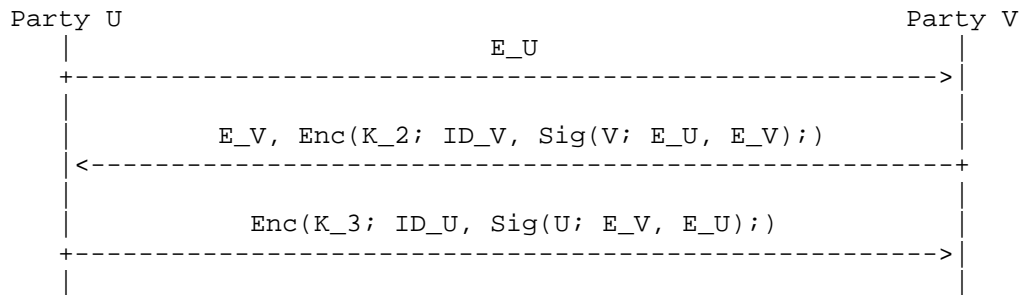 Party U                                                   Party V
E_U
E_V, Enc(K_2; ID_V, Sig(V; E_U, E_V);)
Enc(K_3; ID_U, Sig(U; E_V, E_U);)